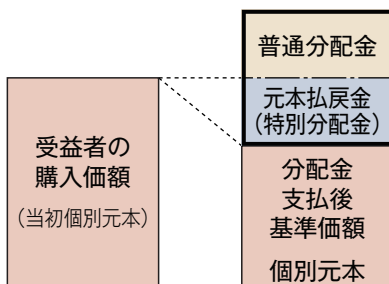 普通分配金
元本払戻金
（特別分配金）
受益者の
購入価額
（当初個別元本）
分配金
支払後
基準価額
個別元本